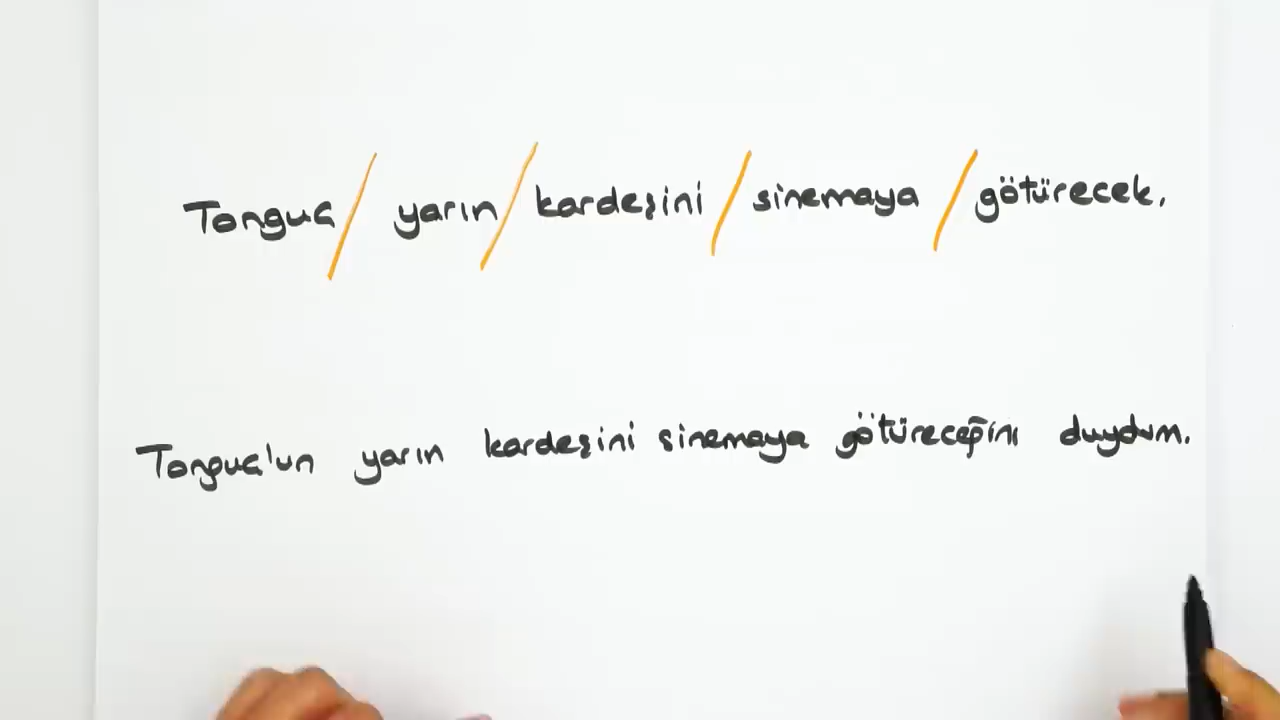 Tonguç / yarın / kardeşini / sinemaya / götürecek.
Tonguç'un yarın kardeşini sinemaya götüreceğini duydum.